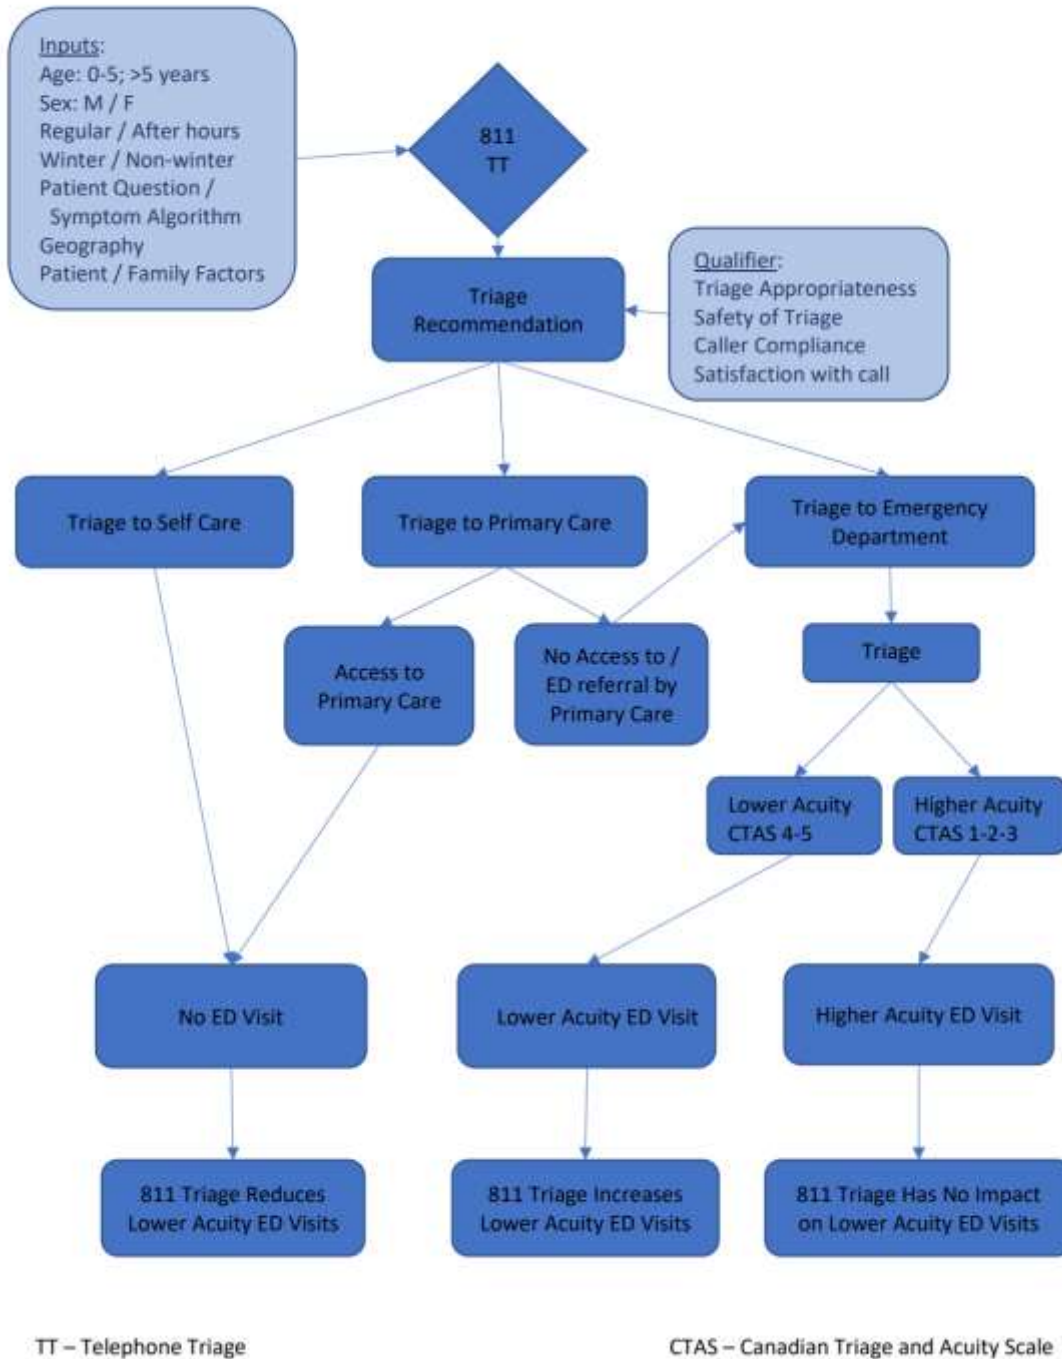 Inputs:
Age: 0-5; >5 years
Sex: M / F
Regular / After hours
Winter / Non-winter
Patient Question /
Symptom Algorithm
Geography
Patient / Family Factors
811
TT
Triage
Recommendation
Qualifier:
Triage Appropriateness
Safety of Triage
Caller Compliance
Satisfaction with call
Triage to Self Care
Triage to Primary Care
Triage to Emergency
Department
Access to
Primary Care
No Access to /
ED referral by
Primary Care
Triage
Lower Acuity
CTAS 4-5
Higher Acuity
CTAS 1-2-3
No ED Visit
Lower Acuity ED Visit
Higher Acuity ED Visit
811 Triage Reduces
Lower Acuity ED Visits
811 Triage Increases
Lower Acuity ED Visits
811 Triage Has No Impact
on Lower Acuity ED Visits
TT – Telephone Triage
CTAS – Canadian Triage and Acuity Scale